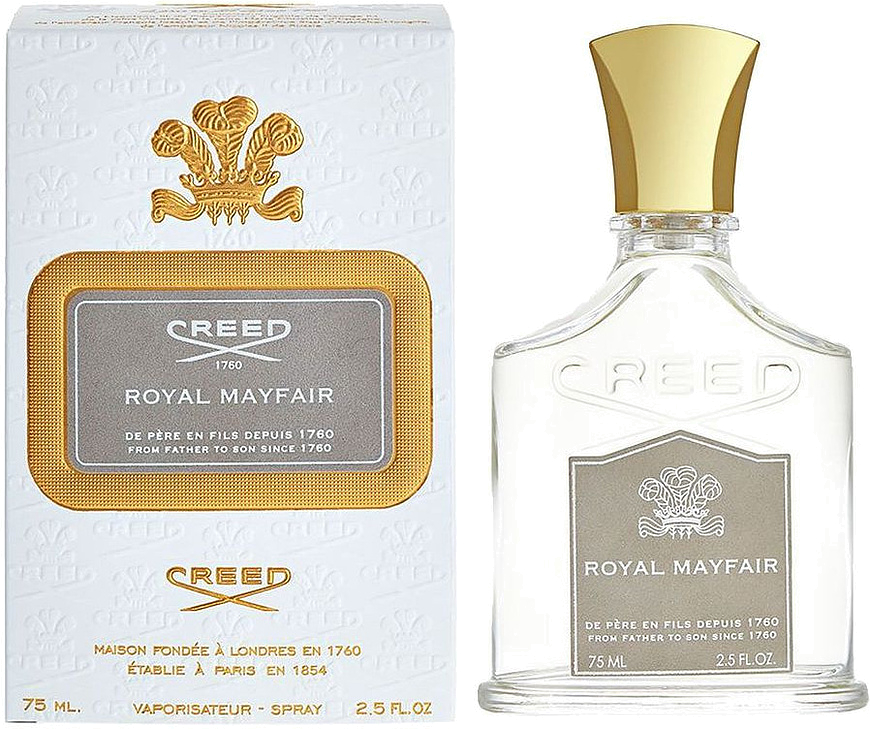 CREED
1760
ROYAL MAYFAIR
DE PÈRE EN FILS DEPUIS 1760
FROM FATHER TO SON SINCE 1760
CREED
MAISON FONDÉE À LONDRES EN 1760
ÉTABLIE À PARIS EN 1854
75 ML. VAPORISATEUR - SPRAY 2.5 FL.OZ
CREED
ROYAL MAYFAIR
DE PÈRE EN FILS DEPUIS 1760
FROM FATHER TO SON SINCE 1760
75 ML 2.5 FL.OZ.